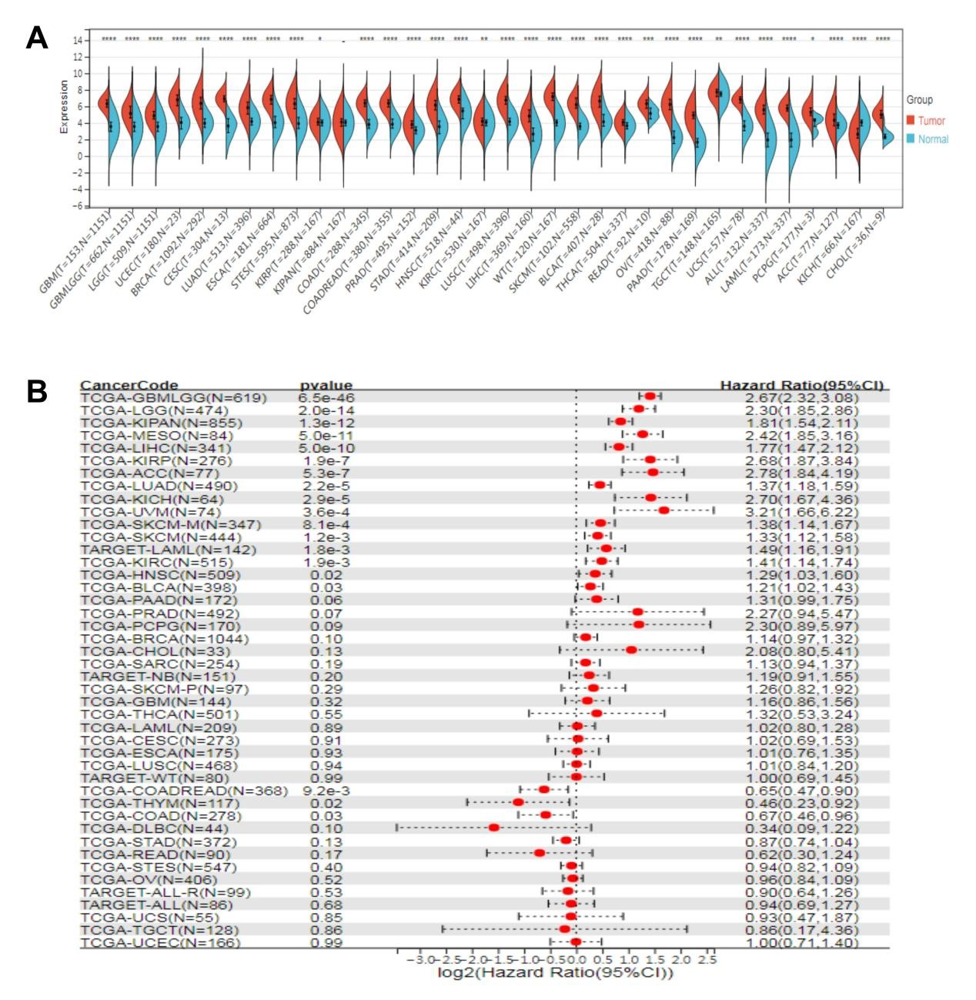 A
Expression
14
12
10
8
6
4
2
0
−2
−4
−6
**** **** **** **** **** **** **** **** **** * - **** **** **** **** **** ** **** **** **** **** **** **** *** **** **** ** **** **** **** * **** **** ****
Group
Tumor
Normal
GBM(T=153,N=1151)
GBMLGG(T=662,N=1151)
LGG(T=509,N=1151)
UCEC(T=180,N=23)
BRCA(T=1092,N=292)
CESC(T=304,N=13)
LUAD(T=513,N=396)
ESCA(T=181,N=664)
STES(T=595,N=873)
KIRP(T=288,N=167)
KIPAN(T=884,N=167)
COAD(T=288,N=345)
COADREAD(T=380,N=355)
PRAD(T=495,N=152)
STAD(T=414,N=209)
HNSC(T=518,N=44)
KIRC(T=530,N=167)
LUSC(T=498,N=396)
LIHC(T=369,N=160)
WT(T=120,N=167)
SKCM(T=102,N=558)
BLCA(T=407,N=28)
THCA(T=504,N=337)
READ(T=92,N=10)
OV(T=418,N=88)
PAAD(T=178,N=169)
TGCT(T=148,N=165)
UCS(T=57,N=78)
ALL(T=132,N=337)
LAML(T=173,N=337)
PCPG(T=177,N=3)
ACC(T=77,N=127)
KICH(T=66,N=167)
CHOL(T=36,N=9)
B
CancerCode pvalue Hazard Ratio(95%CI)
TCGA-GBMLGG(N=619) 6.5e-46 2.67(2.32,3.08)
TCGA-LGG(N=474) 2.0e-14 2.30(1.85,2.86)
TCGA-KIPAN(N=855) 1.3e-12 1.81(1.54,2.11)
TCGA-MESO(N=84) 5.0e-11 2.42(1.85,3.16)
TCGA-LIHC(N=341) 5.0e-10 1.77(1.47,2.12)
TCGA-KIRP(N=276) 1.9e-7 2.68(1.87,3.84)
TCGA-ACC(N=77) 5.3e-7 2.78(1.84,4.19)
TCGA-LUAD(N=490) 2.2e-5 1.37(1.18,1.59)
TCGA-KICH(N=64) 2.9e-5 2.70(1.67,4.36)
TCGA-UVM(N=74) 3.6e-4 3.21(1.66,6.22)
TCGA-SKCM-M(N=347) 8.1e-4 1.38(1.14,1.67)
TCGA-SKCM(N=444) 1.2e-3 1.33(1.12,1.58)
TARGET-LAML(N=142) 1.8e-3 1.49(1.16,1.91)
TCGA-KIRC(N=515) 1.9e-3 1.41(1.14,1.74)
TCGA-HNSC(N=509) 0.02 1.29(1.03,1.60)
TCGA-BLCA(N=398) 0.03 1.21(1.02,1.43)
TCGA-PAAD(N=172) 0.06 1.31(0.99,1.75)
TCGA-PRAD(N=492) 0.07 2.27(0.94,5.47)
TCGA-PCPG(N=170) 0.09 2.30(0.89,5.97)
TCGA-BRCA(N=1044) 0.10 1.14(0.97,1.32)
TCGA-CHOL(N=33) 0.13 2.08(0.80,5.41)
TCGA-SARC(N=254) 0.19 1.13(0.94,1.37)
TARGET-NB(N=151) 0.20 1.19(0.91,1.55)
TCGA-SKCM-P(N=97) 0.29 1.26(0.82,1.92)
TCGA-GBM(N=144) 0.32 1.16(0.86,1.56)
TCGA-THCA(N=501) 0.55 1.32(0.53,3.24)
TCGA-LAML(N=209) 0.89 1.02(0.80,1.28)
TCGA-CESC(N=273) 0.91 1.02(0.69,1.53)
TCGA-ESCA(N=175) 0.93 1.01(0.76,1.35)
TCGA-LUSC(N=468) 0.94 1.01(0.84,1.20)
TARGET-WT(N=80) 0.99 1.00(0.69,1.45)
TCGA-COADREAD(N=368) 9.2e-3 0.65(0.47,0.90)
TCGA-THYM(N=117) 0.02 0.46(0.23,0.92)
TCGA-COAD(N=278) 0.03 0.67(0.46,0.96)
TCGA-DLBC(N=44) 0.10 0.34(0.09,1.22)
TCGA-STAD(N=372) 0.13 0.87(0.74,1.04)
TCGA-READ(N=90) 0.17 0.62(0.30,1.24)
TCGA-STES(N=547) 0.40 0.94(0.82,1.09)
TCGA-OV(N=406) 0.52 0.96(0.84,1.09)
TARGET-ALL-R(N=99) 0.53 0.90(0.64,1.26)
TARGET-ALL(N=86) 0.68 0.94(0.69,1.27)
TCGA-UCS(N=55) 0.85 0.93(0.47,1.87)
TCGA-TGCT(N=128) 0.86 0.86(0.17,4.36)
TCGA-UCEC(N=166) 0.99 1.00(0.71,1.40)
−3.0 −2.5 −2.0 −1.5 −1.0 −0.5 0.0 0.5 1.0 1.5 2.0 2.5
log2(Hazard Ratio(95%CI))